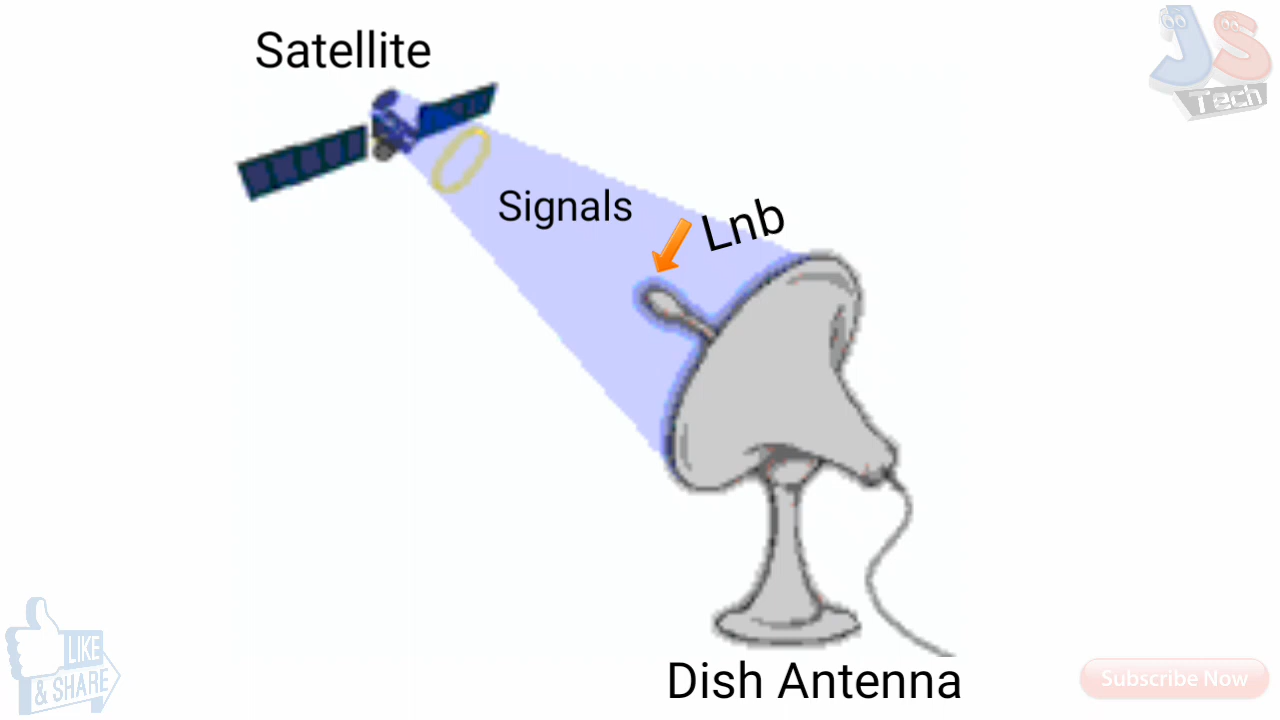 Satellite
JS
Tech
Signals
Lnb
LIKE
& SHARE
Dish Antenna
Subscribe Now